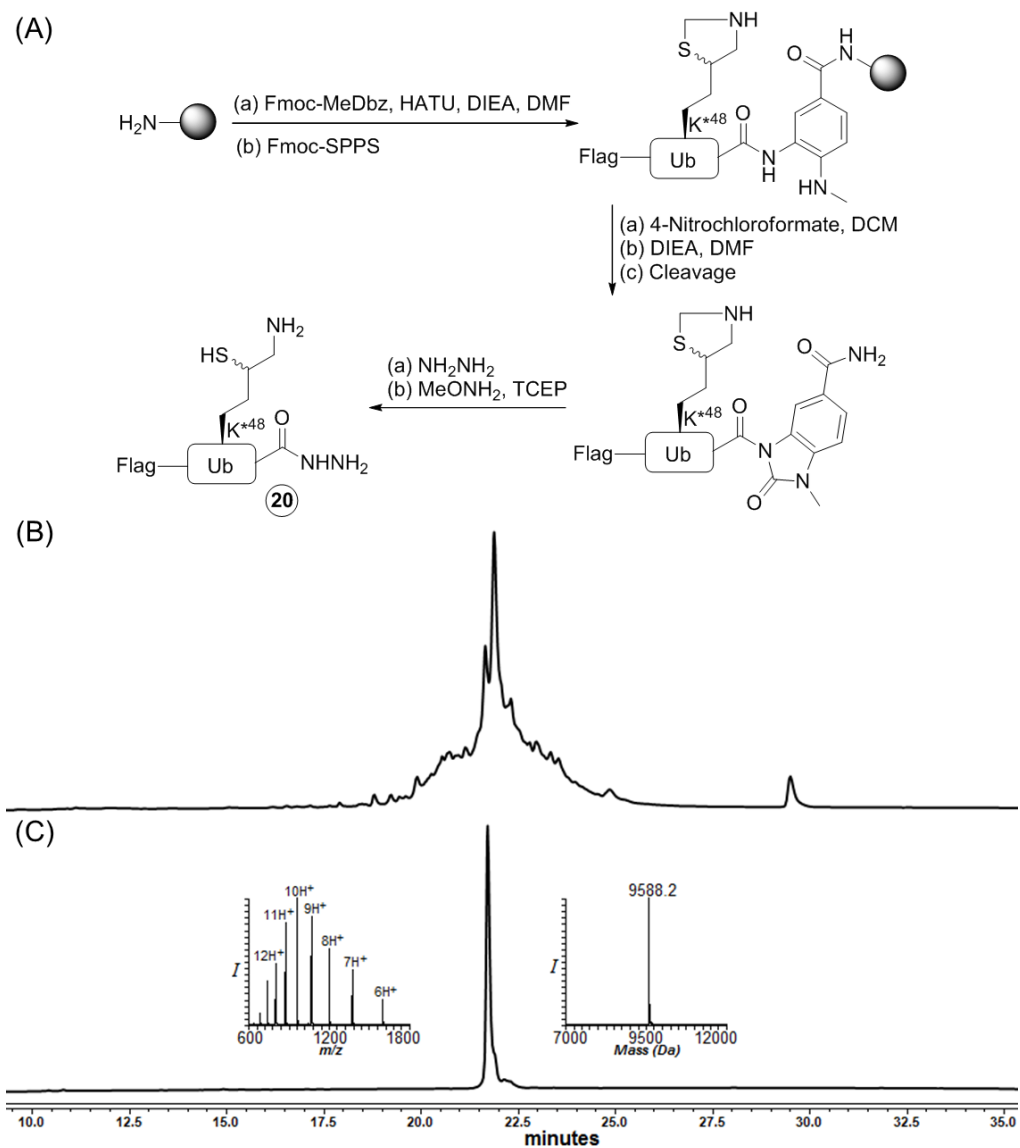 (A)
H₂N
(a) Fmoc-MeDbz, HATU, DIEA, DMF
(b) Fmoc-SPPS
NH
S
K*⁴⁸
Flag
Ub
O
N
H
O
H
N
HN
(a) 4-Nitrochloroformate, DCM
(b) DIEA, DMF
(c) Cleavage
NH
S
K*⁴⁸
Flag
Ub
O
N
O
N
O
NH₂
(a) NH₂NH₂
(b) MeONH₂, TCEP
NH₂
HS
K*⁴⁸
Flag
Ub
O
NHNH₂
20
(B)
(C)
12H⁺
11H⁺
10H⁺
9H⁺
8H⁺
7H⁺
6H⁺
I
600 1200 1800
m/z
9588.2
I
7000 9500 12000
Mass (Da)
10.0 12.5 15.0 17.5 20.0 22.5 25.0 27.5 30.0 32.5 35.0
minutes